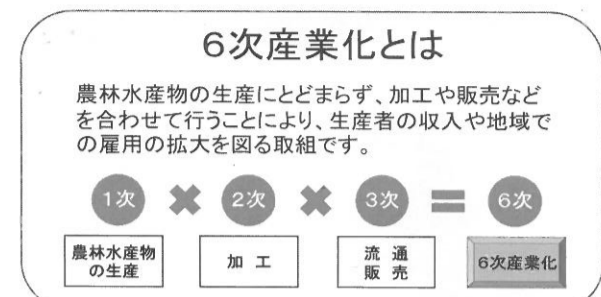 6次産業化とは
農林水産物の生産にとどまらず、加工や販売など
を合わせて行うことにより、生産者の収入や地域で
の雇用の拡大を図る取組です。
1次 × 2次 × 3次 = 6次
農林水産物
の生産
加 工
流 通
販 売
6次産業化